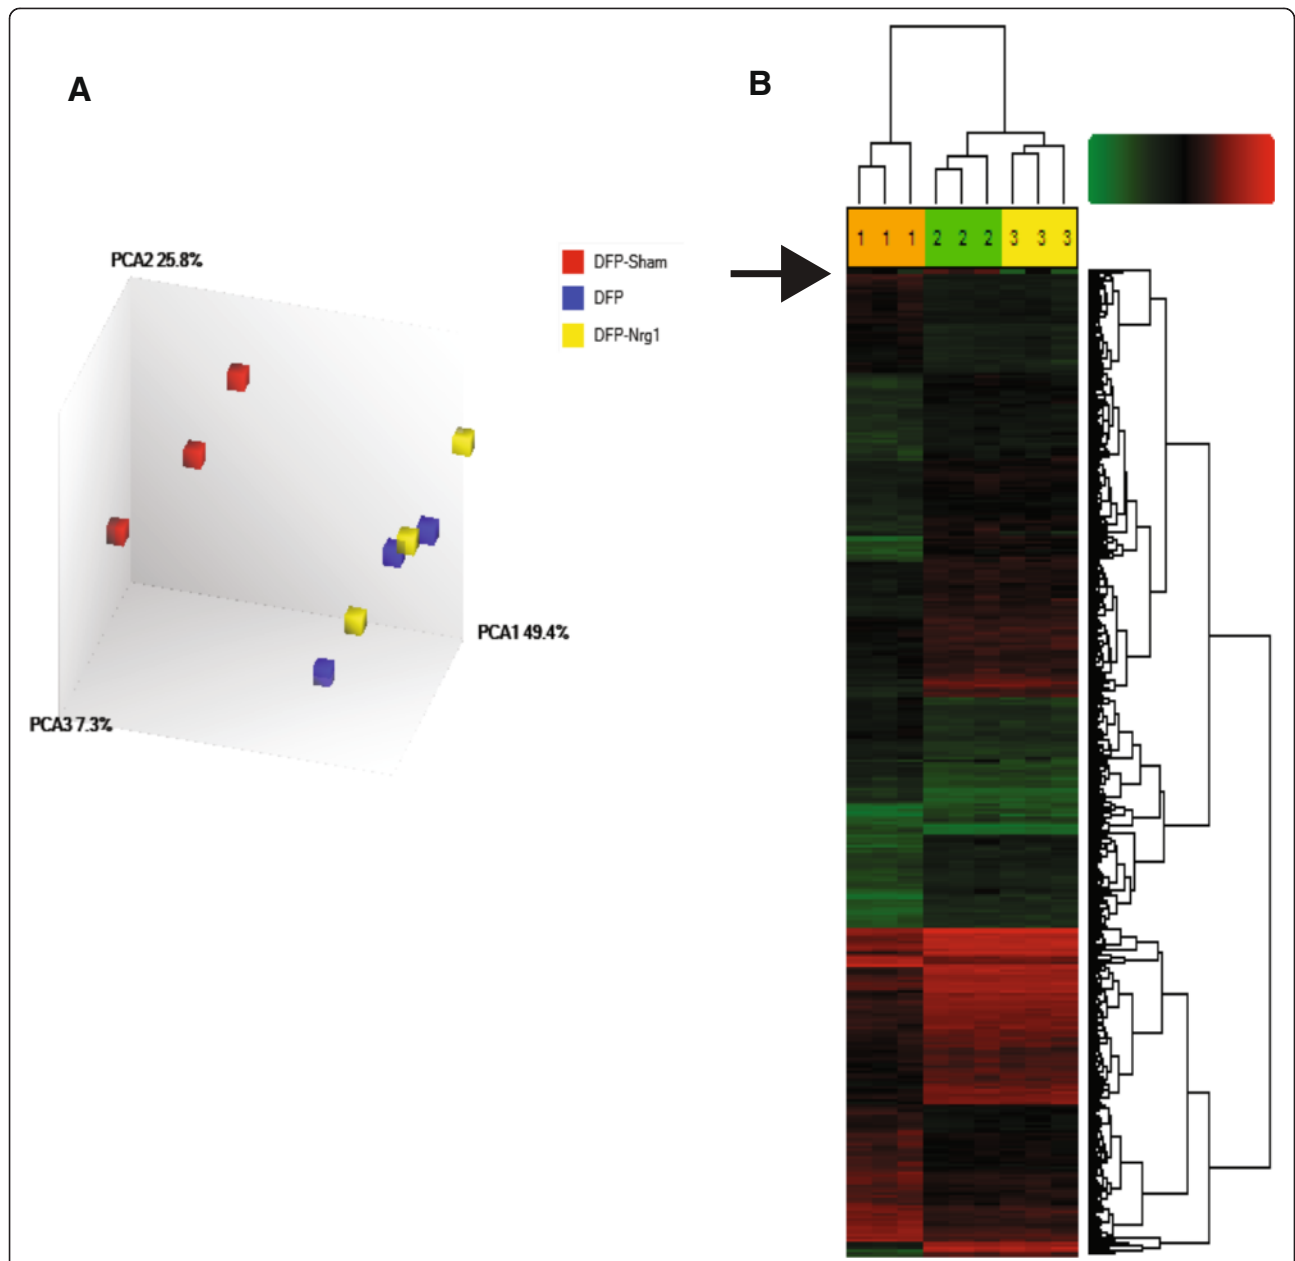 A
B
PCA2 25.8%
DFP-Sham
DFP
DFP-Nrg1
PCA1 49.4%
PCA3 7.3%
1 1 1 2 2 2 3 3 3